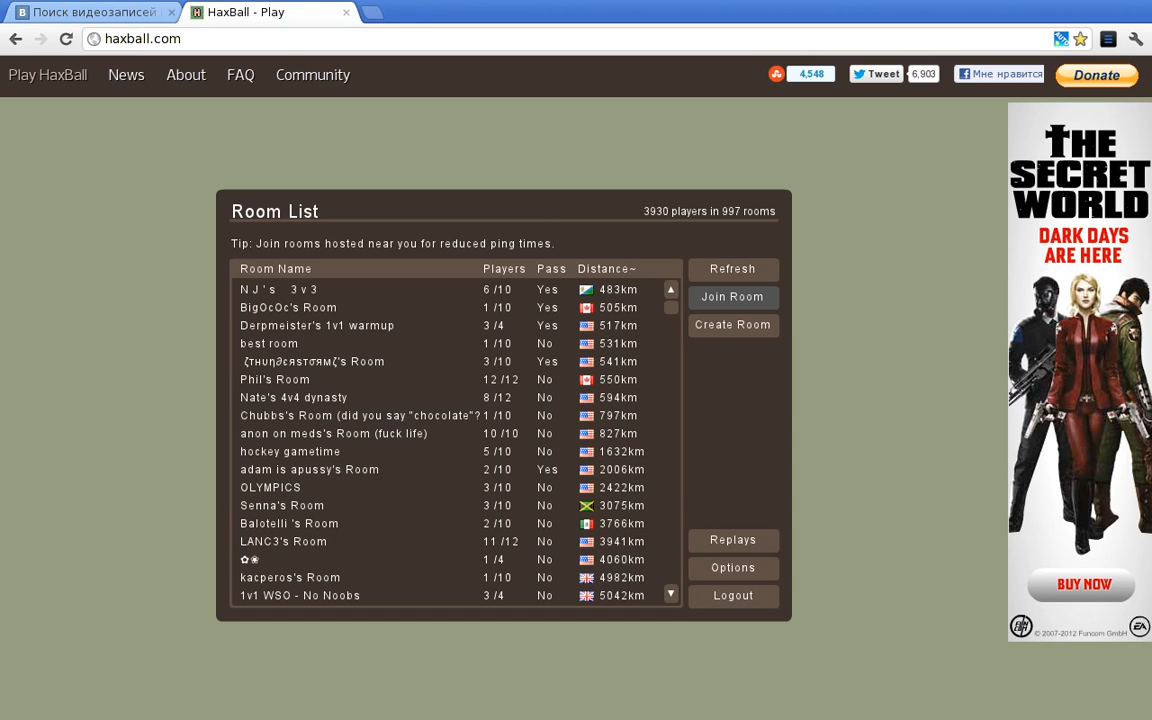 Поиск видеозаписей
HaxBall - Play
haxball.com
Play HaxBall News About FAQ Community
4,548
Tweet 6,903
Мне нравится
Donate
THE SECRET WORLD
DARK DAYS
ARE HERE
BUY NOW
© 2007-2012 Funcom GmbH
EA
Room List
3930 players in 997 rooms
Tip: Join rooms hosted near you for reduced ping times.
Room Name Players Pass Distance~
N J ' s 3 v 3 6 /10 Yes 483km
BigOcOc's Room 1 /10 Yes 505km
Derpmeister's 1v1 warmup 3 /4 Yes 517km
best room 1 /10 No 531km
ζтнυη∂єяѕтσямζ's Room 3 /10 Yes 541km
Phil's Room 12 /12 No 550km
Nate's 4v4 dynasty 8 /12 No 594km
Chubbs's Room (did you say "chocolate"? 1 /10 No 797km
anon on meds's Room (fuck life) 10 /10 No 827km
hockey gametime 5 /10 No 1632km
adam is apussy's Room 2 /10 Yes 2006km
OLYMPICS 3 /10 No 2422km
Senna's Room 3 /10 No 3075km
Balotelli 's Room 2 /10 No 3766km
LANC3's Room 11 /12 No 3941km
✿❀ 1 /4 No 4060km
kacperos's Room 1 /10 No 4982km
1v1 WSO - No Noobs 3 /4 No 5042km
Refresh
Join Room
Create Room
Replays
Options
Logout